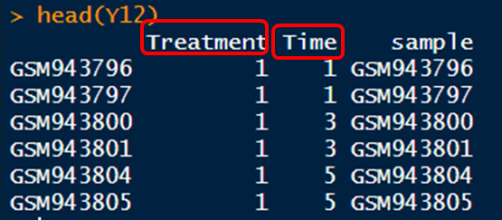 > head(Y12)
Treatment Time sample
GSM943796 1 1 GSM943796
GSM943797 1 1 GSM943797
GSM943800 1 3 GSM943800
GSM943801 1 3 GSM943801
GSM943804 1 5 GSM943804
GSM943805 1 5 GSM943805